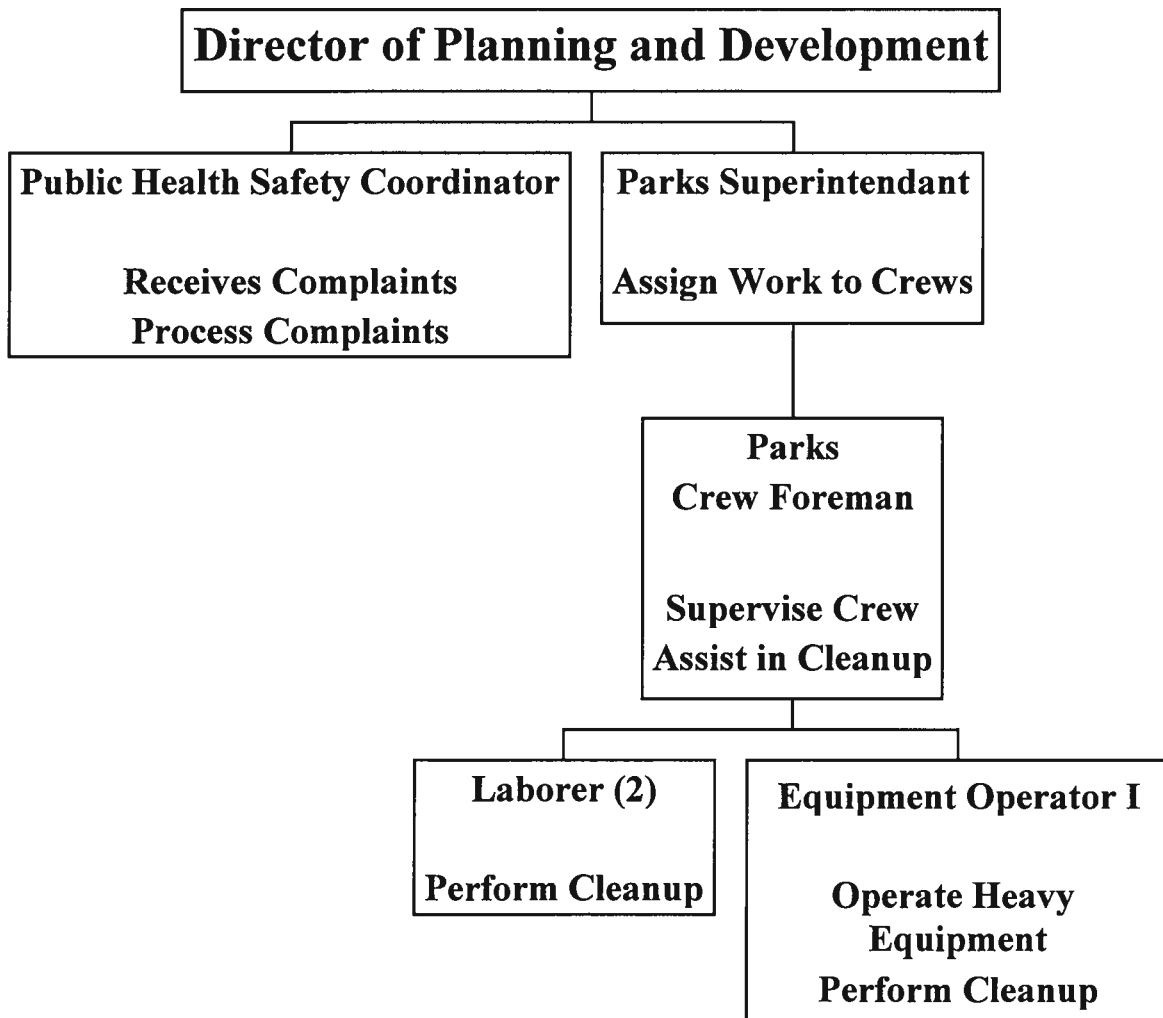 Director of Planning and Development
Public Health Safety Coordinator
Receives Complaints
Process Complaints
Parks Superintendant
Assign Work to Crews
Parks
Crew Foreman
Supervise Crew
Assist in Cleanup
Laborer (2)
Perform Cleanup
Equipment Operator I
Operate Heavy
Equipment
Perform Cleanup